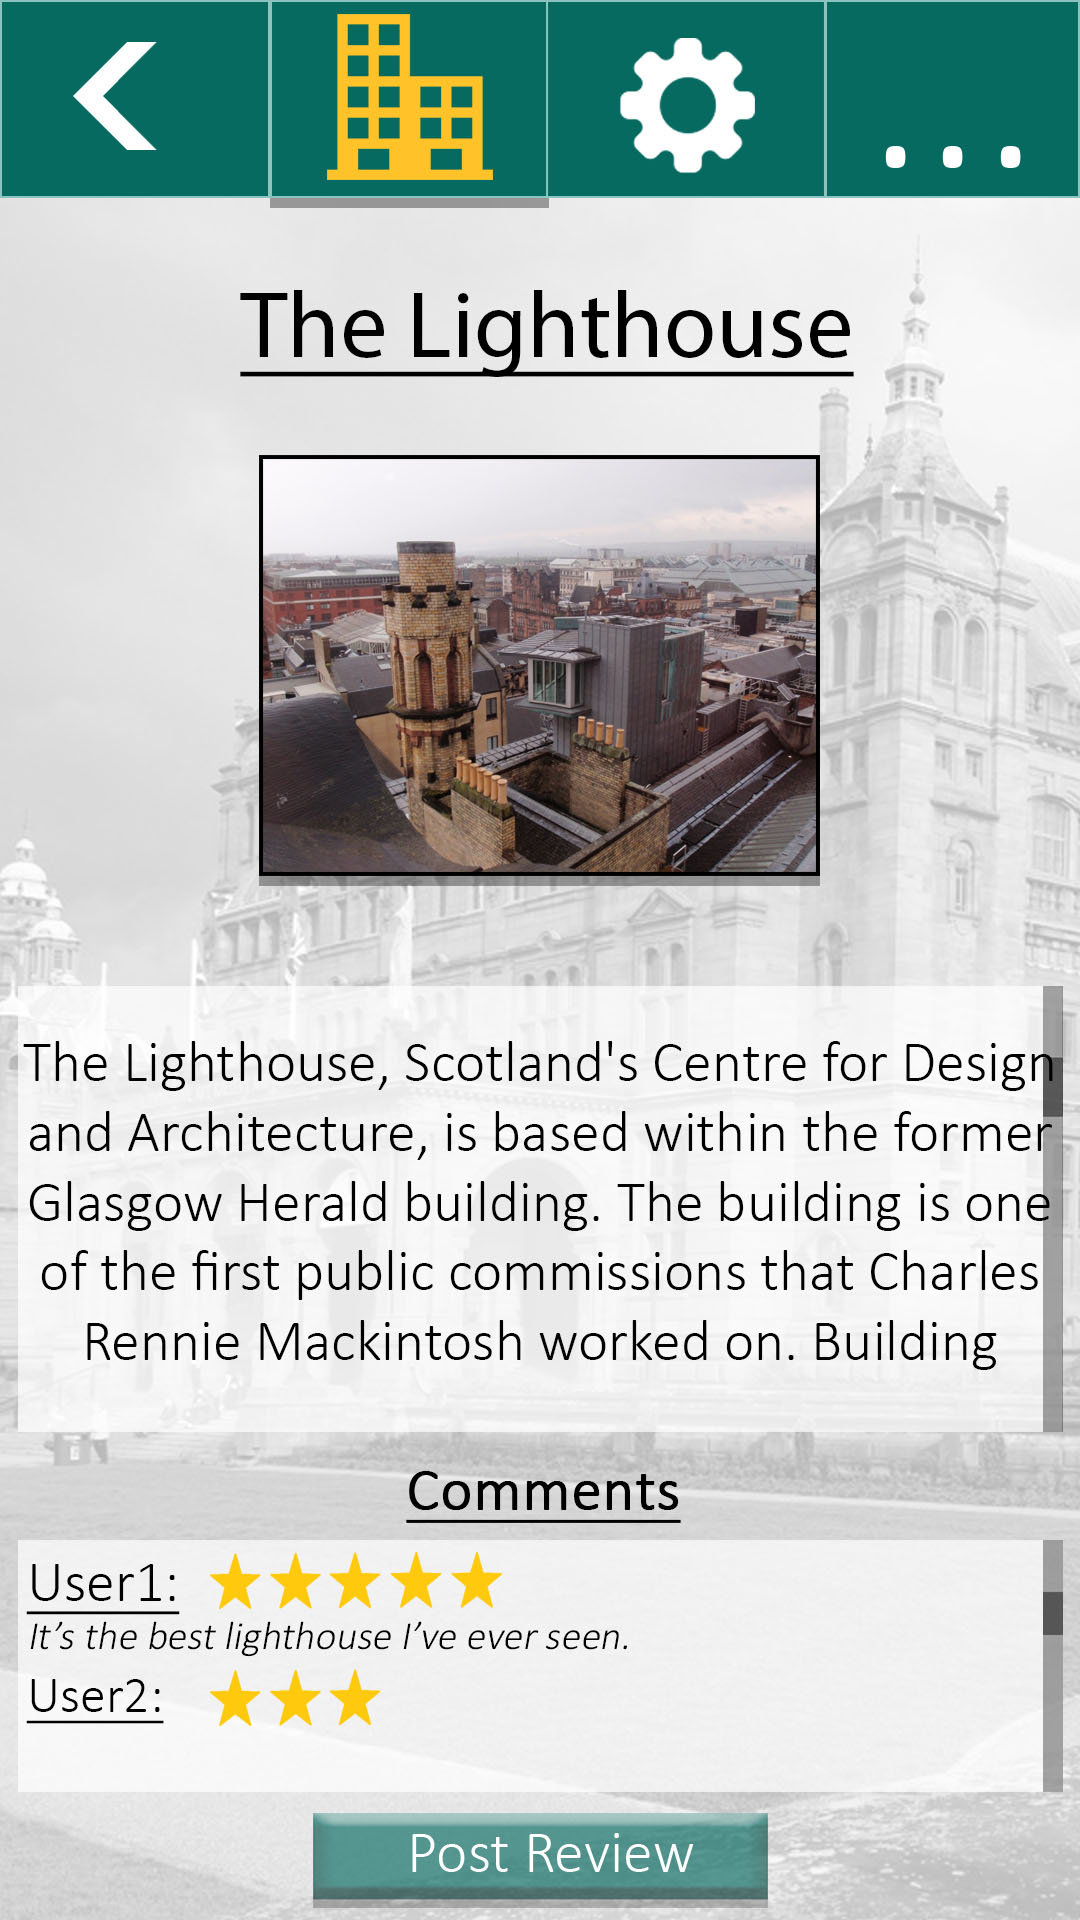 The Lighthouse
The Lighthouse, Scotland's Centre for Design
and Architecture, is based within the former
Glasgow Herald building. The building is one
of the first public commissions that Charles
Rennie Mackintosh worked on. Building
Comments
User1:
It’s the best lighthouse I’ve ever seen.
User2:
Post Review